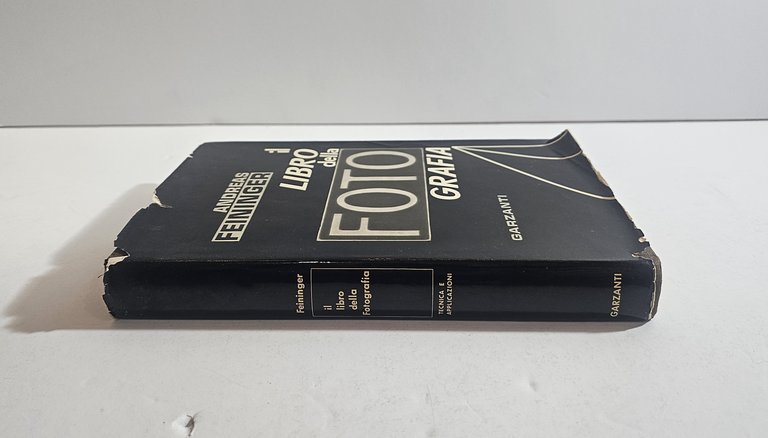 ANDREAS
FEININGER
il
LIBRO
della
FOTO
GRAFIA
GARZANTI
Feininger
il
libro
della
Fotografia
TECNICA E
APPLICAZIONI
GARZANTI